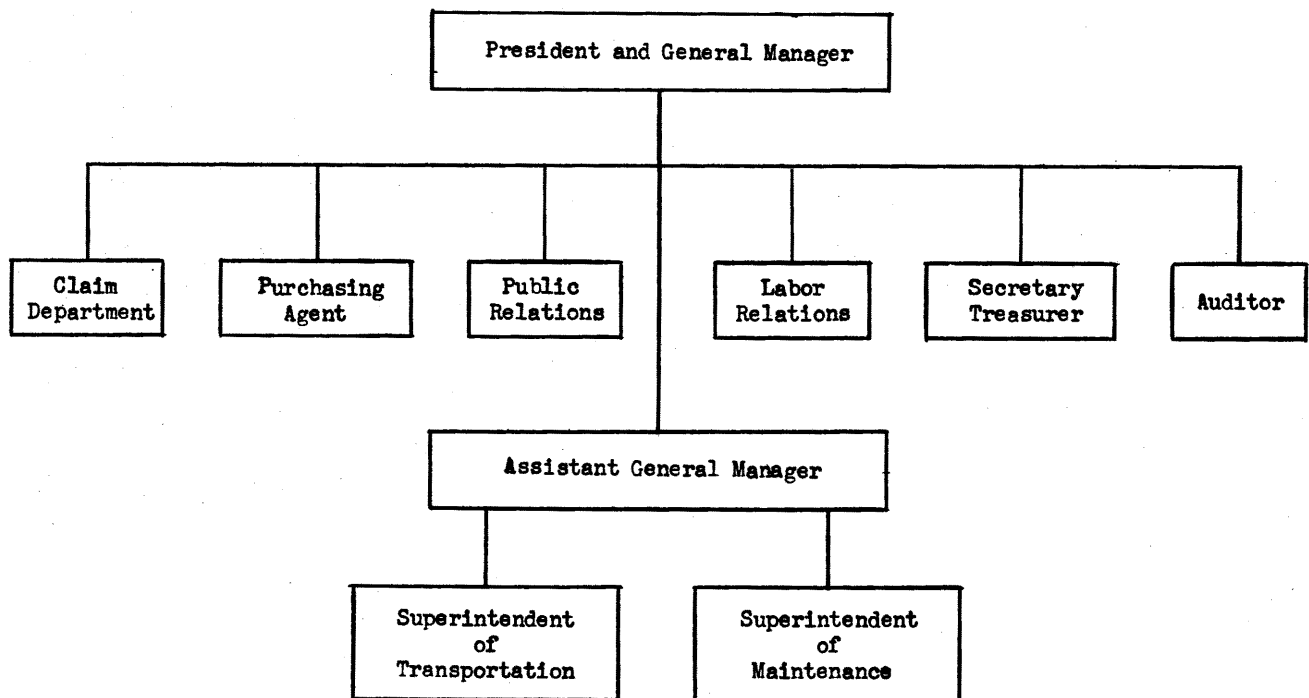 President and General Manager
Claim
Department
Purchasing
Agent
Public
Relations
Labor
Relations
Secretary
Treasurer
Auditor
Assistant General Manager
Superintendent
of
Transportation
Superintendent
of
Maintenance